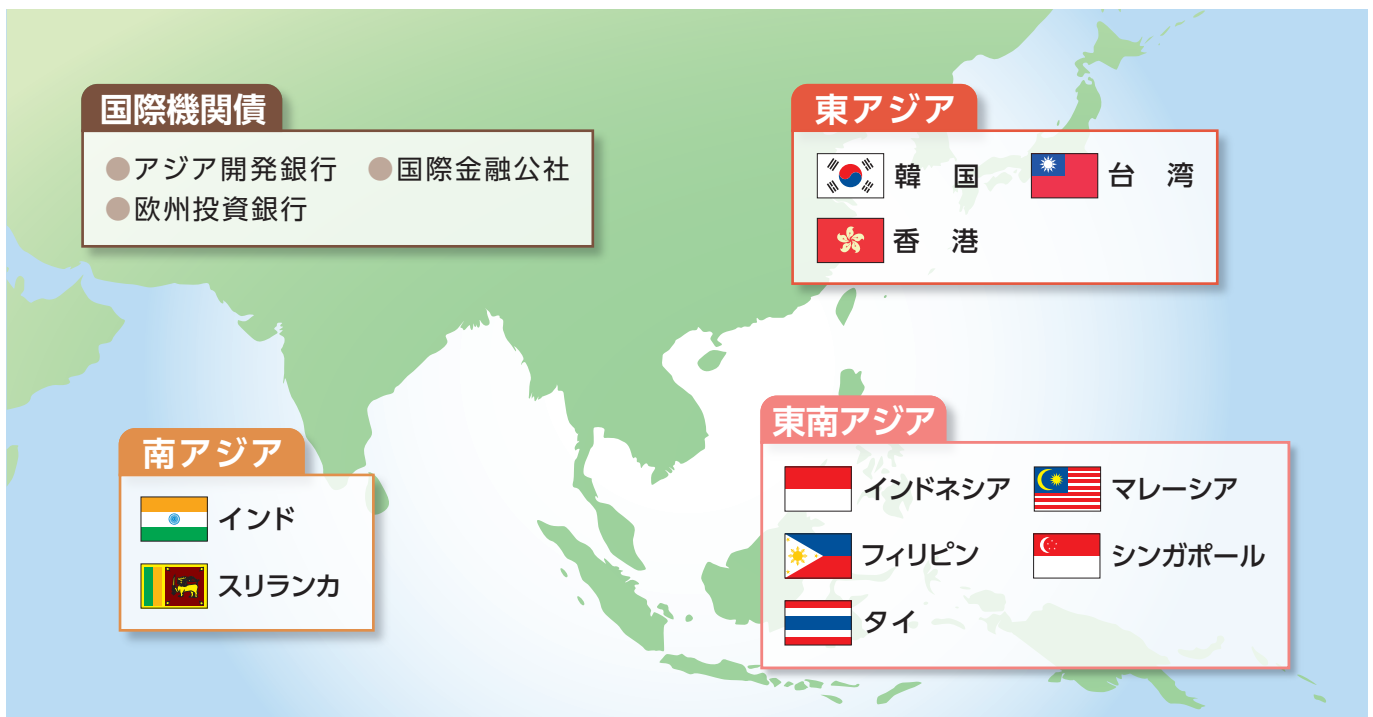 国際機関債
●アジア開発銀行 ●国際金融公社
●欧州投資銀行
東アジア
韓 国 台 湾
香 港
南アジア
インド
スリランカ
東南アジア
インドネシア マレーシア
フィリピン シンガポール
タイ